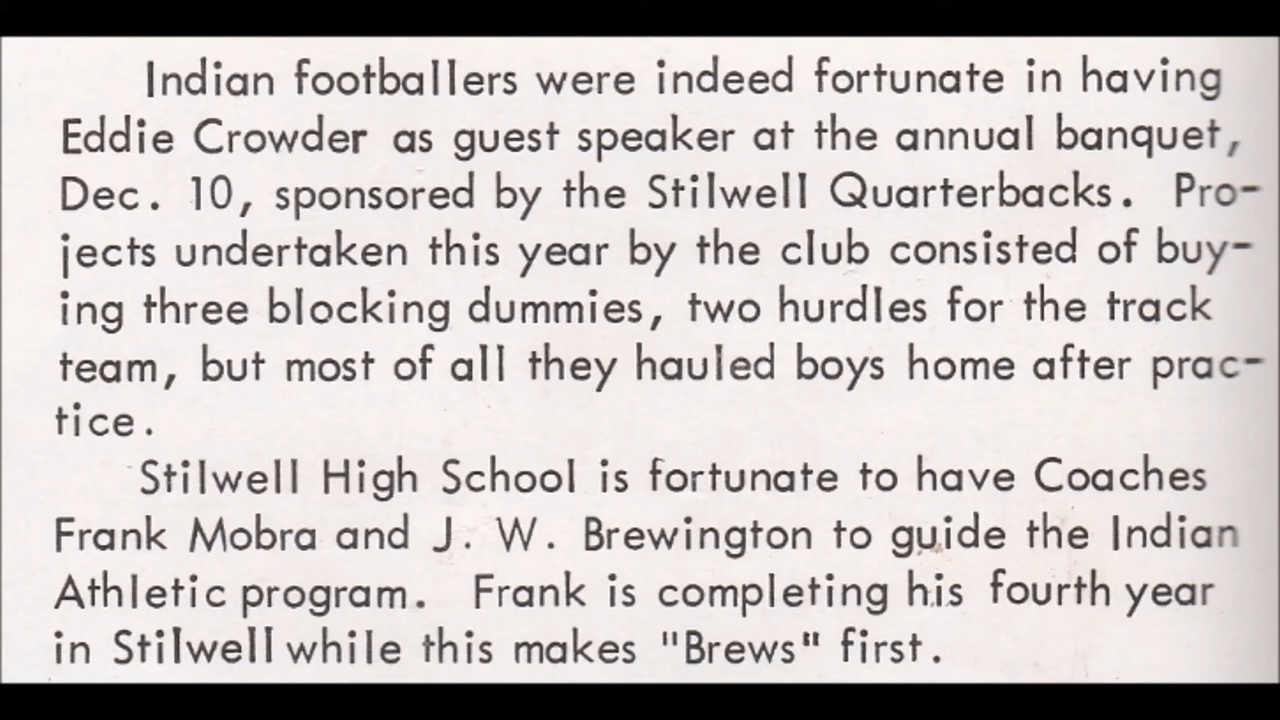 Indian footballers were indeed fortunate in having
Eddie Crowder as guest speaker at the annual banquet,
Dec. 10, sponsored by the Stilwell Quarterbacks. Pro-
jects undertaken this year by the club consisted of buy-
ing three blocking dummies, two hurdles for the track
team, but most of all they hauled boys home after prac-
tice.
Stilwell High School is fortunate to have Coaches
Frank Mobra and J. W. Brewington to guide the Indian
Athletic program. Frank is completing his fourth year
in Stilwell while this makes "Brews" first.